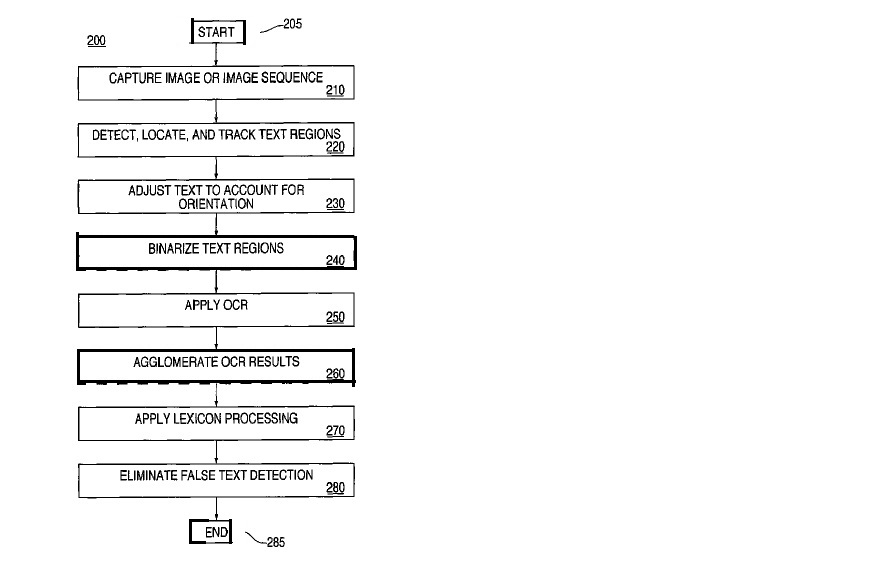 200
START
205
CAPTURE IMAGE OR IMAGE SEQUENCE
210
DETECT, LOCATE, AND TRACK TEXT REGIONS
220
ADJUST TEXT TO ACCOUNT FOR
ORIENTATION
230
BINARIZE TEXT REGIONS
240
APPLY OCR
250
AGGLOMERATE OCR RESULTS
260
APPLY LEXICON PROCESSING
270
ELIMINATE FALSE TEXT DETECTION
280
END
285